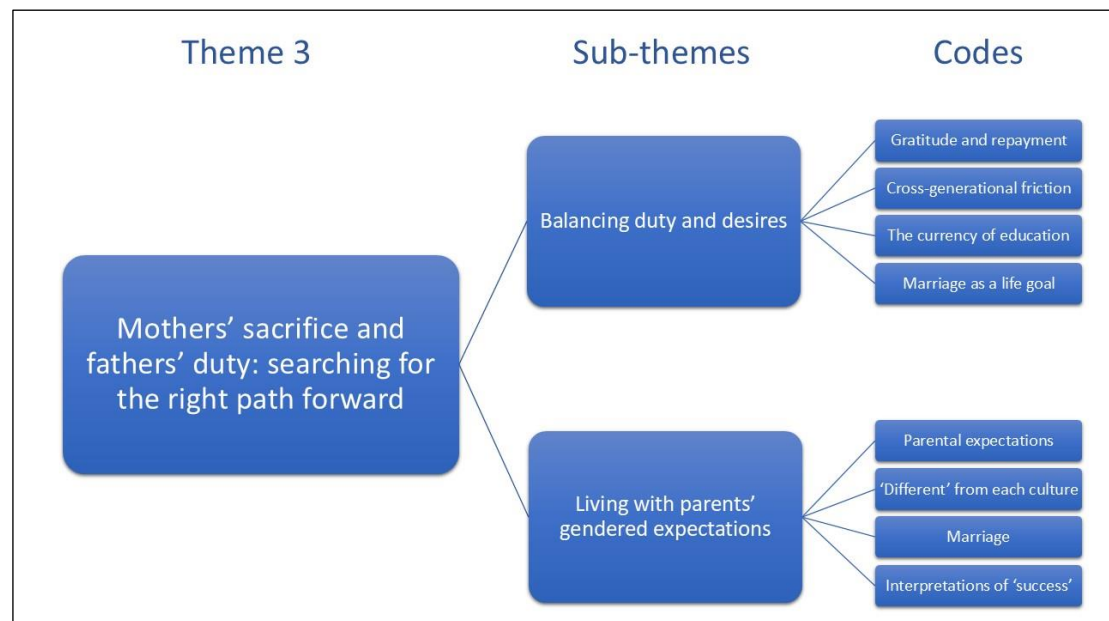 Theme 3
Sub-themes
Codes
Mothers’ sacrifice and
fathers’ duty: searching for
the right path forward
Balancing duty and desires
Gratitude and repayment
Cross-generational friction
The currency of education
Marriage as a life goal
Living with parents’
gendered expectations
Parental expectations
‘Different’ from each culture
Marriage
Interpretations of ‘success’